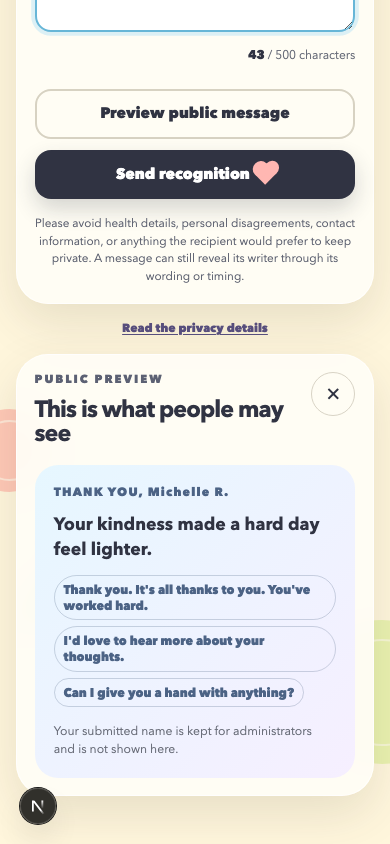 43 / 500 characters
Preview public message
Send recognition
Please avoid health details, personal disagreements, contact
information, or anything the recipient would prefer to keep
private. A message can still reveal its writer through its
wording or timing.
Read the privacy details
PUBLIC PREVIEW
This is what people may
see
THANK YOU, Michelle R.
Your kindness made a hard day
feel lighter.
Thank you. It's all thanks to you. You've
worked hard.
I'd love to hear more about your
thoughts.
Can I give you a hand with anything?
Your submitted name is kept for administrators
and is not shown here.
N